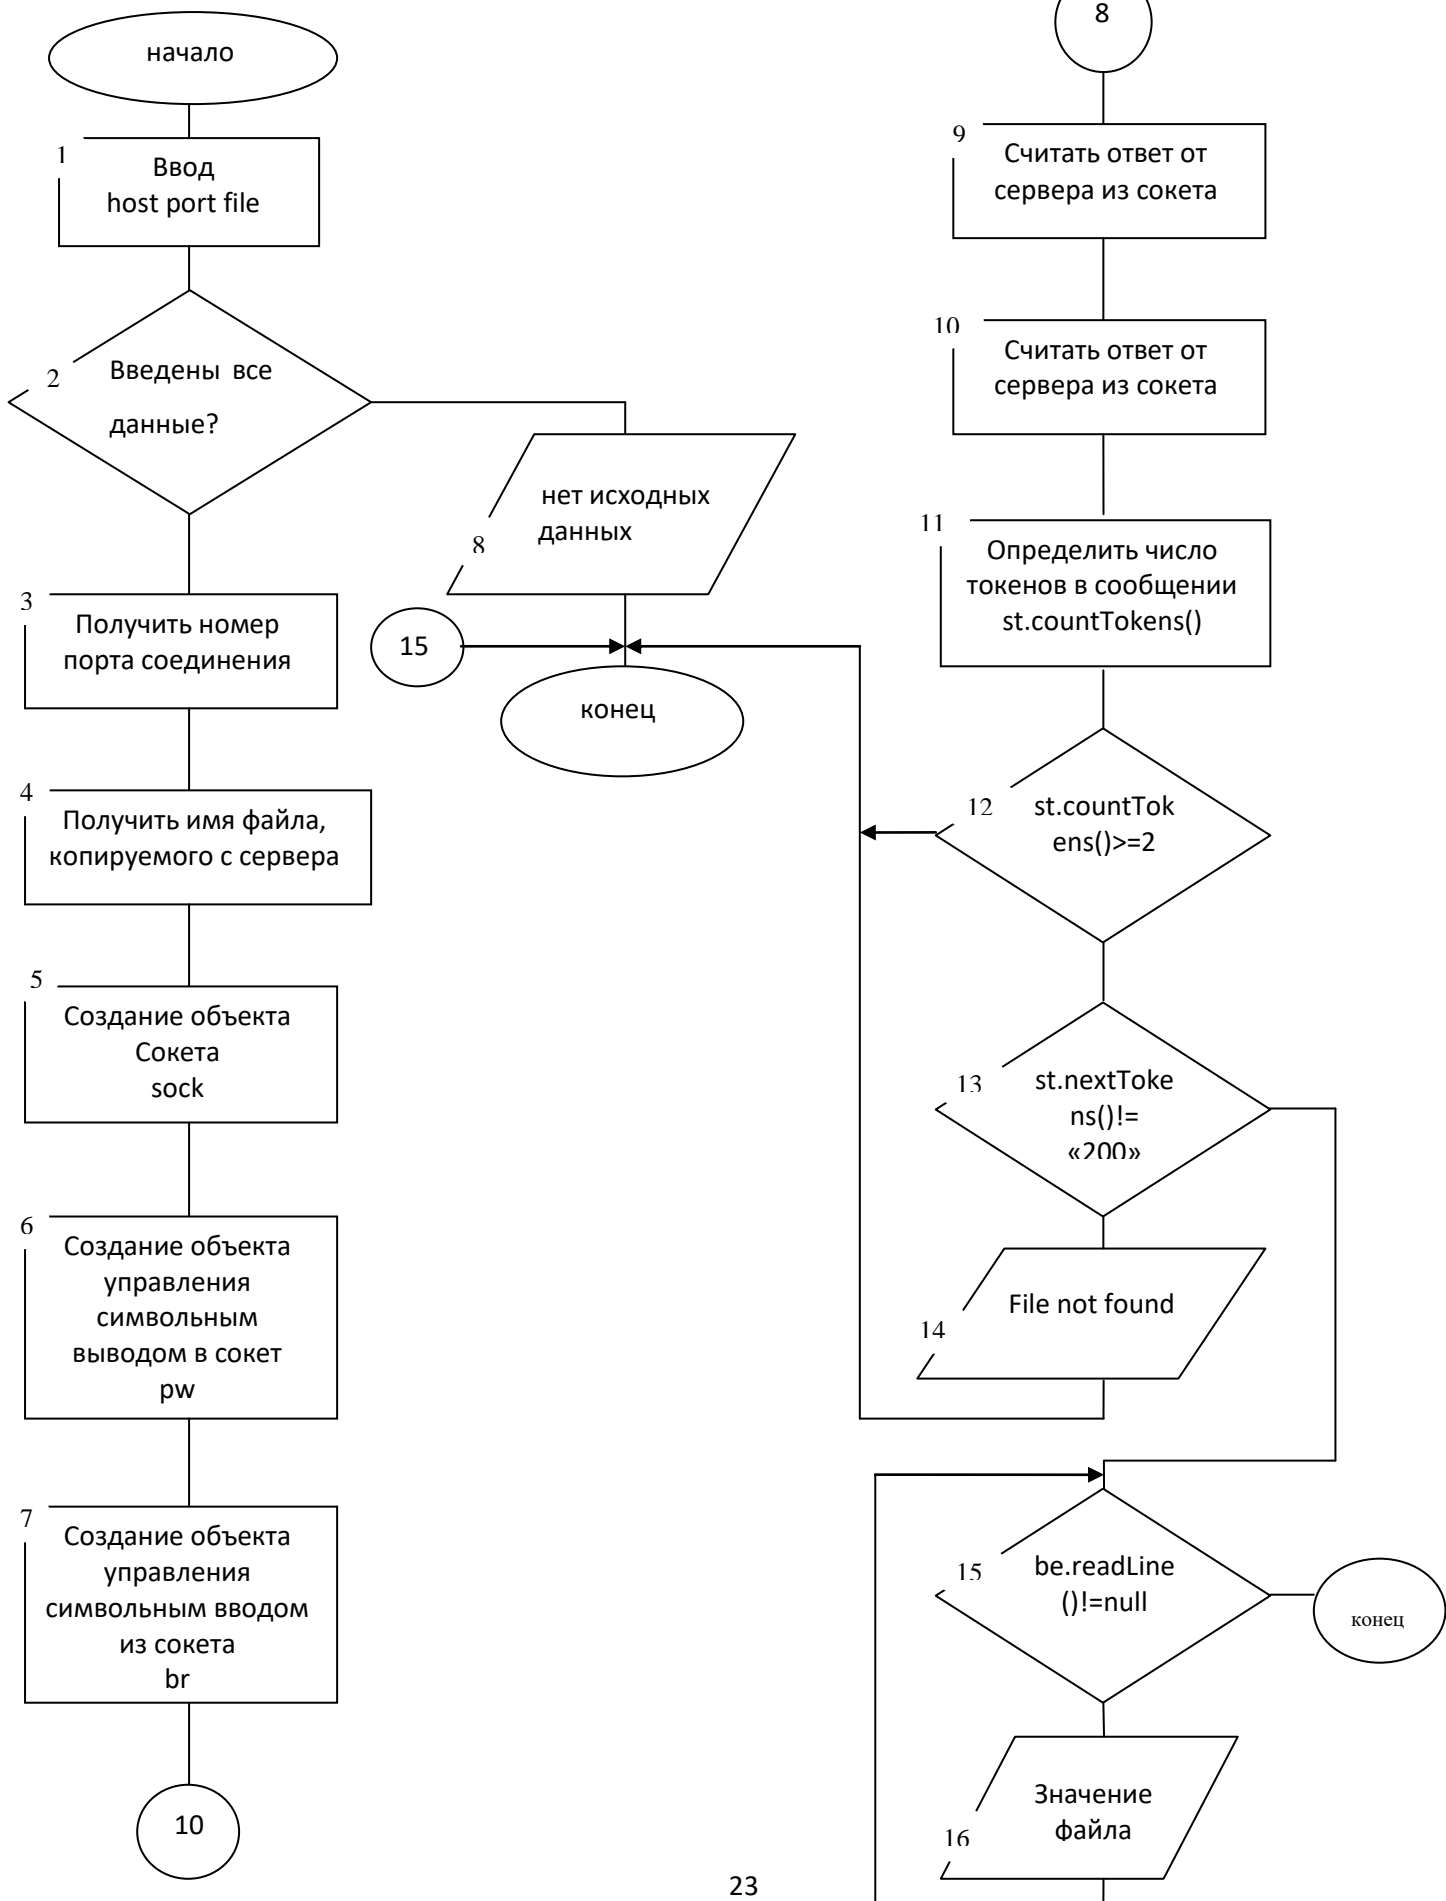 начало
1
Ввод
host port file
2
Введены все
данные?
нет исходных
данных
8
3
Получить номер
порта соединения
15
конец
4
Получить имя файла,
копируемого с сервера
5
Создание объекта
Сокета
sock
6
Создание объекта
управления
символьным
выводом в сокет
pw
7
Создание объекта
управления
символьным вводом
из сокета
br
10
8
9
Считать ответ от
сервера из сокета
10
Считать ответ от
сервера из сокета
11
Определить число
токенов в сообщении
st.countTokens()
12
st.countTok
ens()>=2
13
st.nextToke
ns()!=
«200»
File not found
14
15
be.readLine
()!=null
конец
Значение
файла
16
23